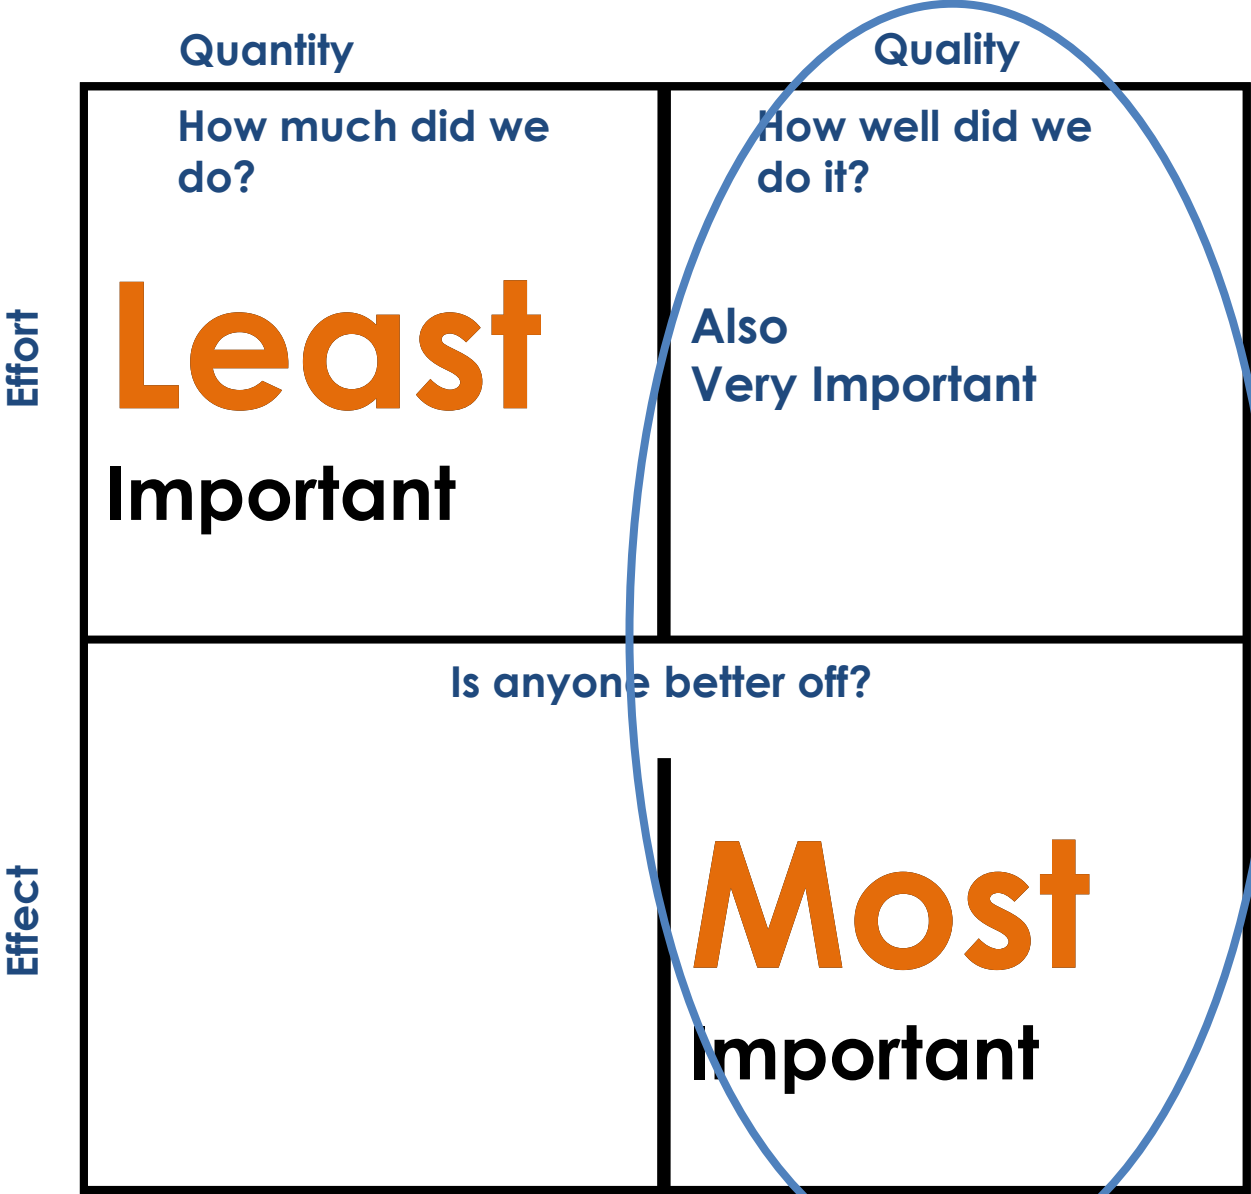 Quantity
Quality
How much did we
do?
How well did we
do it?
Effort
Least
Important
Also
Very Important
Is anyone better off?
Effect
Most
Important